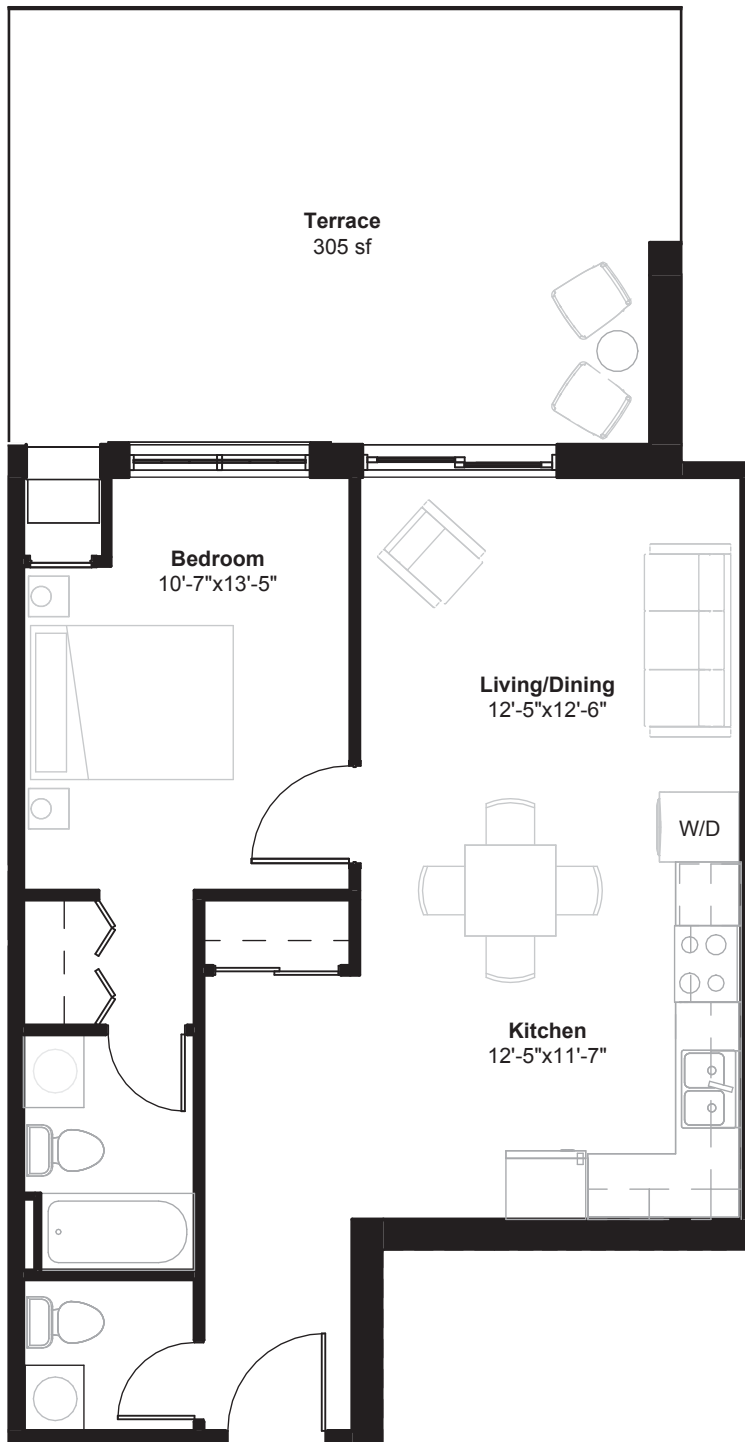 Terrace
305 sf
Bedroom
10'-7"x13'-5"
Living/Dining
12'-5"x12'-6"
W/D
Kitchen
12'-5"x11'-7"